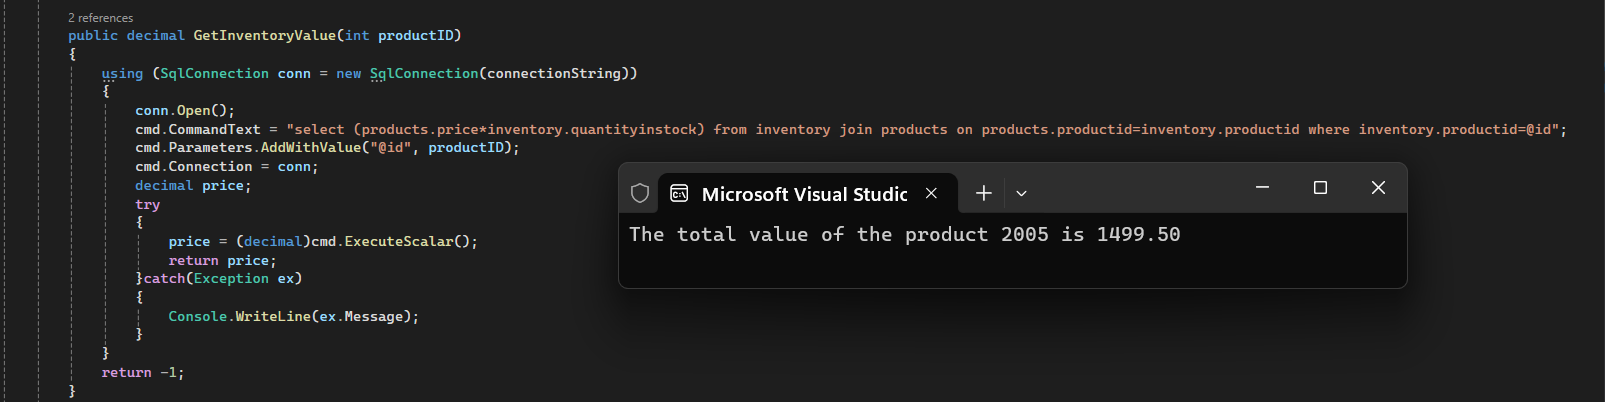 2 references
public decimal GetInventoryValue(int productID)
{
using (SqlConnection conn = new SqlConnection(connectionString))
{
conn.Open();
cmd.CommandText = "select (products.price*inventory.quantityinstock) from inventory join products on products.productid=inventory.productid where inventory.productid=@id";
cmd.Parameters.AddWithValue("@id", productID);
cmd.Connection = conn;
decimal price;
try
{
price = (decimal)cmd.ExecuteScalar();
return price;
}catch(Exception ex)
{
Console.WriteLine(ex.Message);
}
}
return -1;
}
Microsoft Visual Studic
The total value of the product 2005 is 1499.50